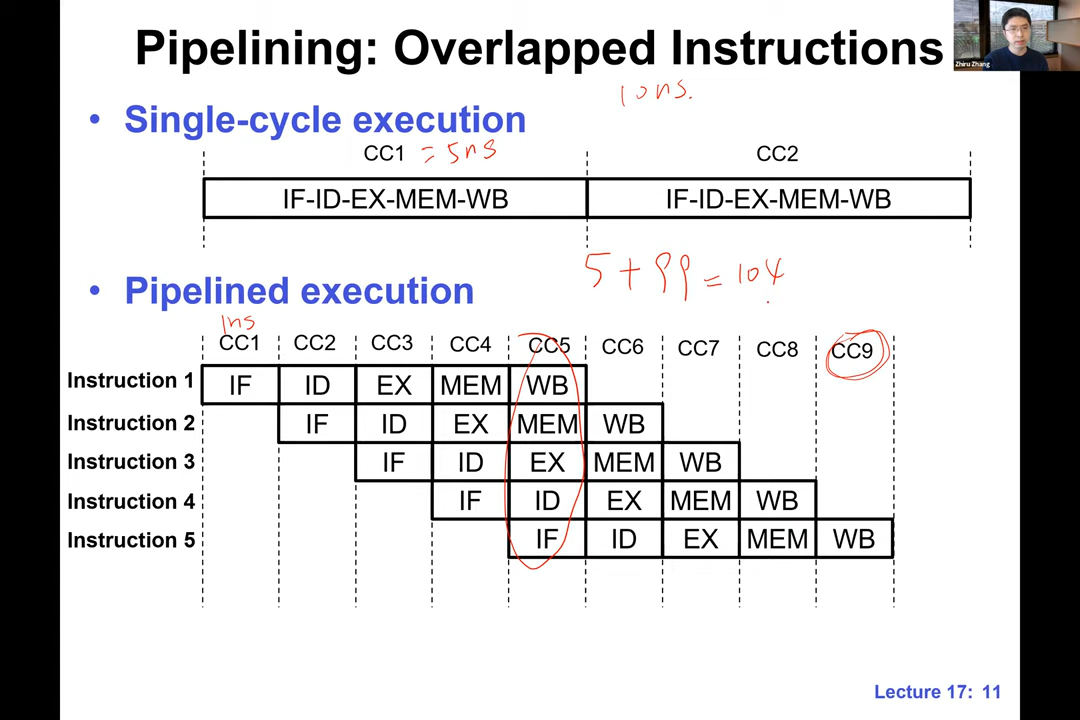 Pipelining: Overlapped Instructions
Zhiru Zhang
10ns.
• Single-cycle execution
CC1 = 5ns CC2
IF-ID-EX-MEM-WB IF-ID-EX-MEM-WB
5 + 99 = 104
• Pipelined execution
1ns
CC1 CC2 CC3 CC4 CC5 CC6 CC7 CC8 CC9
Instruction 1 IF ID EX MEM WB
Instruction 2 IF ID EX MEM WB
Instruction 3 IF ID EX MEM WB
Instruction 4 IF ID EX MEM WB
Instruction 5 IF ID EX MEM WB
Lecture 17: 11